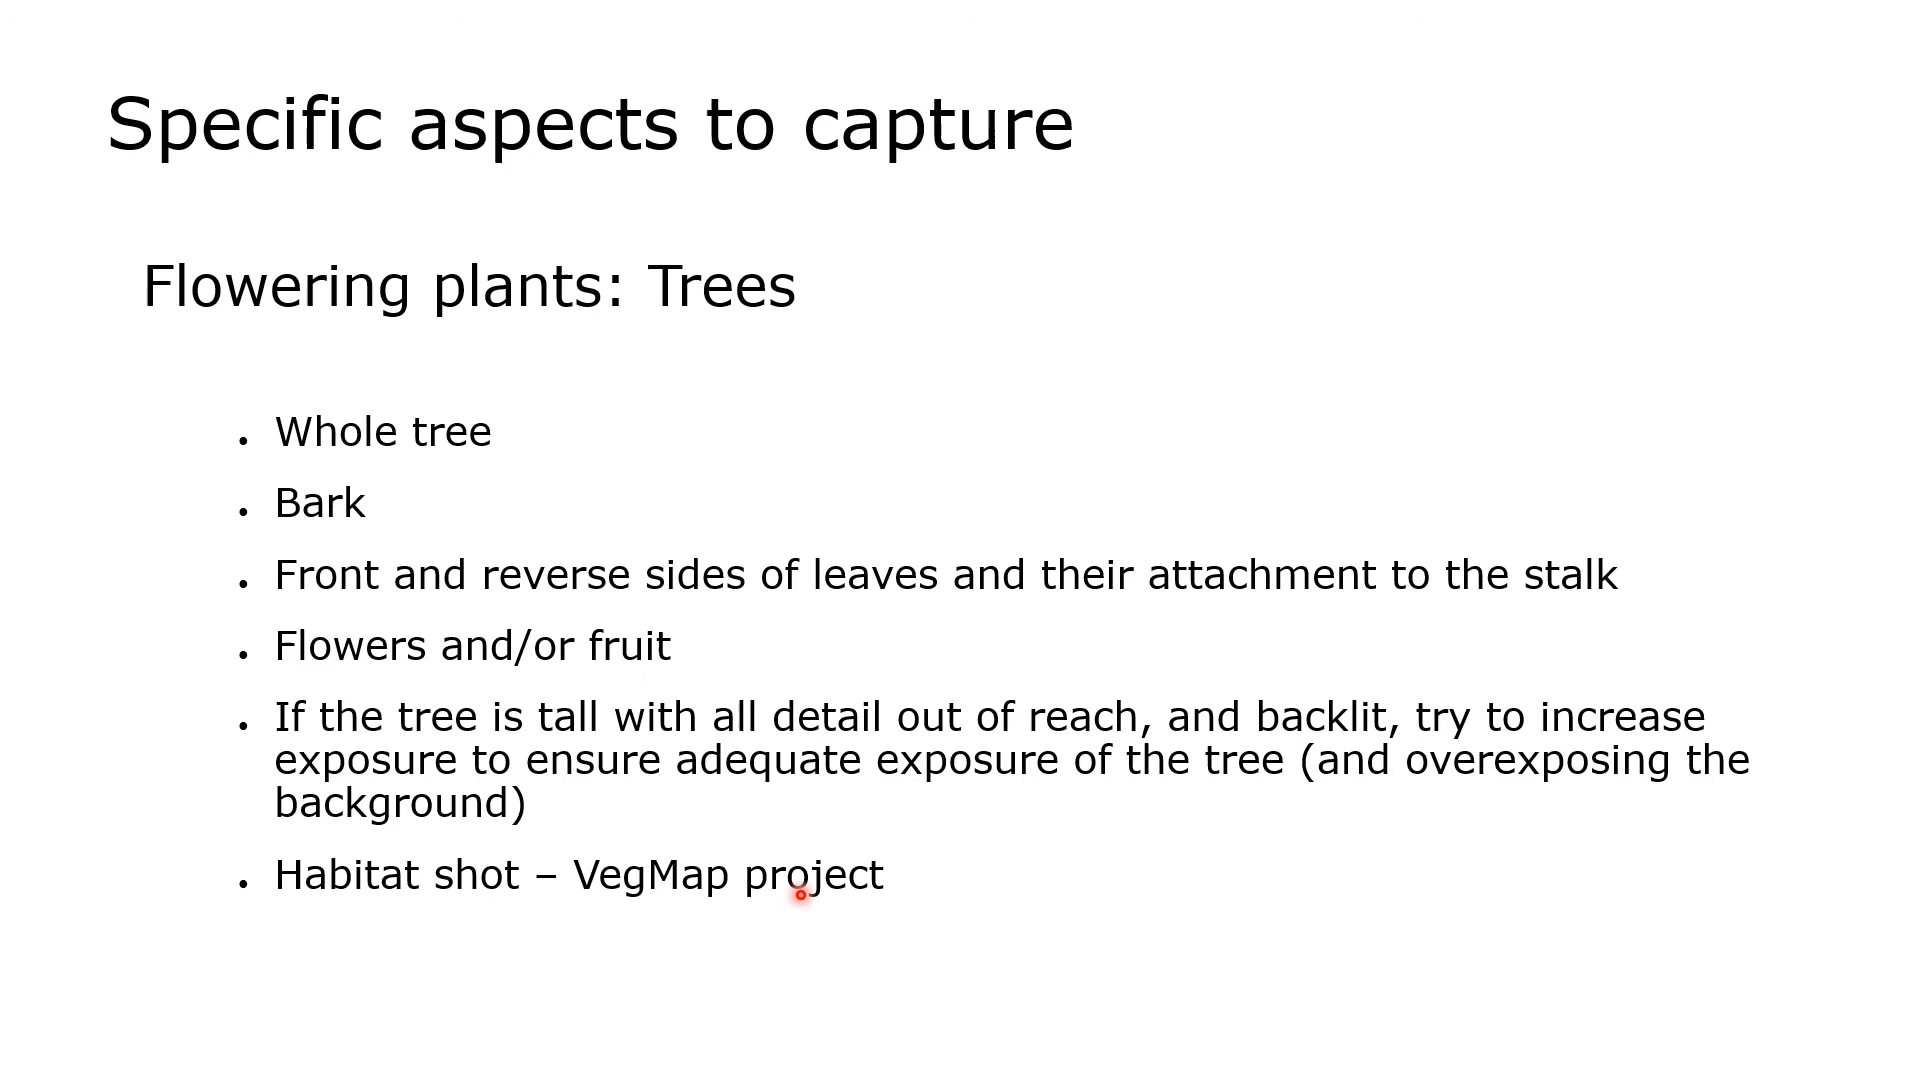 Specific aspects to capture
Flowering plants: Trees
• Whole tree
• Bark
• Front and reverse sides of leaves and their attachment to the stalk
• Flowers and/or fruit
• If the tree is tall with all detail out of reach, and backlit, try to increase
exposure to ensure adequate exposure of the tree (and overexposing the
background)
• Habitat shot – VegMap project